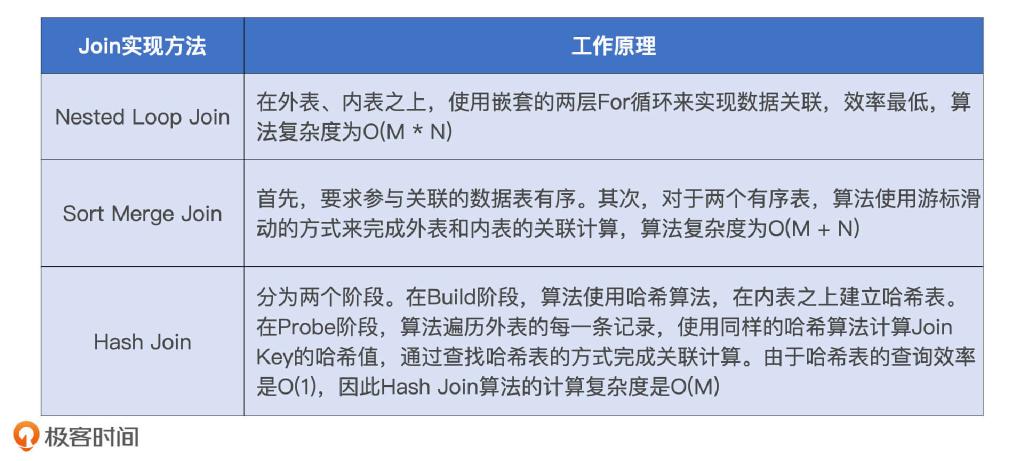 Join实现方法
工作原理
Nested Loop Join
在外表、内表之上，使用嵌套的两层For循环来实现数据关联，效率最低，算
法复杂度为O(M * N)
Sort Merge Join
首先，要求参与关联的数据表有序。其次，对于两个有序表，算法使用游标滑
动的方式来完成外表和内表的关联计算，算法复杂度为O(M + N)
Hash Join
分为两个阶段。在Build阶段，算法使用哈希算法，在内表之上建立哈希表。
在Probe阶段，算法遍历外表的每一条记录，使用同样的哈希算法计算Join
Key的哈希值，通过查找哈希表的方式完成关联计算。由于哈希表的查询效率
是O(1)，因此Hash Join算法的计算复杂度是O(M)
极客时间